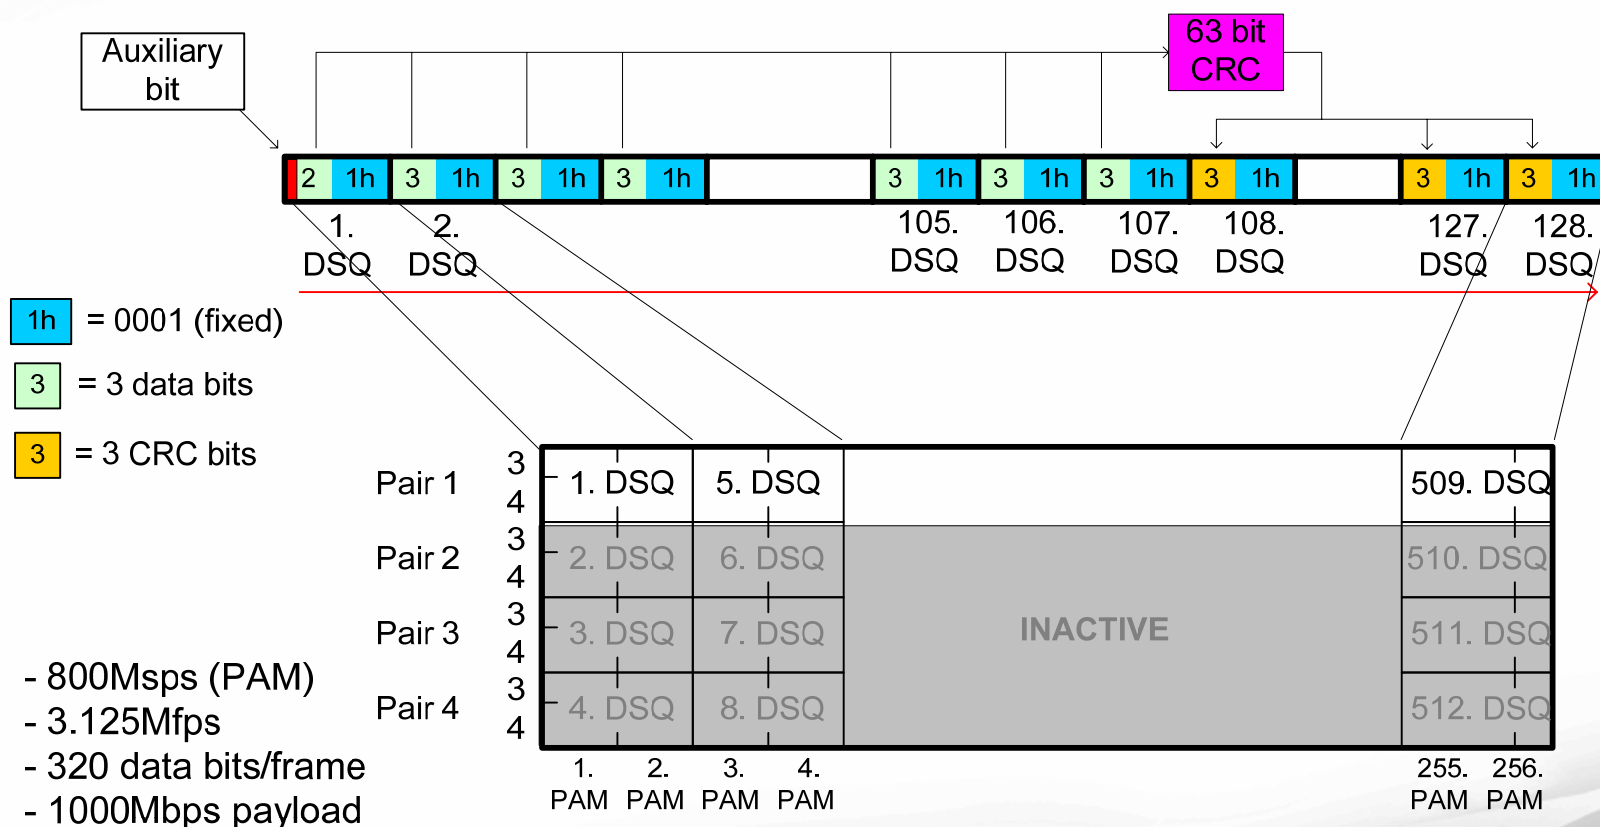 Auxiliary
bit
63 bit
CRC
2 1h 3 1h 3 1h 3 1h 3 1h 3 1h 3 1h 3 1h 3 1h 3 1h
1. 2. 105. 106. 107. 108. 127. 128.
DSQ DSQ DSQ DSQ DSQ DSQ DSQ DSQ
1h = 0001 (fixed)
3 = 3 data bits
3 = 3 CRC bits
Pair 1 3 4 1. DSQ 5. DSQ 509. DSQ
Pair 2 3 4 2. DSQ 6. DSQ 510. DSQ
Pair 3 3 4 3. DSQ 7. DSQ INACTIVE 511. DSQ
Pair 4 3 4 4. DSQ 8. DSQ 512. DSQ
1. 2. 3. 4. 255. 256.
PAM PAM PAM PAM PAM PAM
- 800Msps (PAM)
- 3.125Mfps
- 320 data bits/frame
- 1000Mbps payload